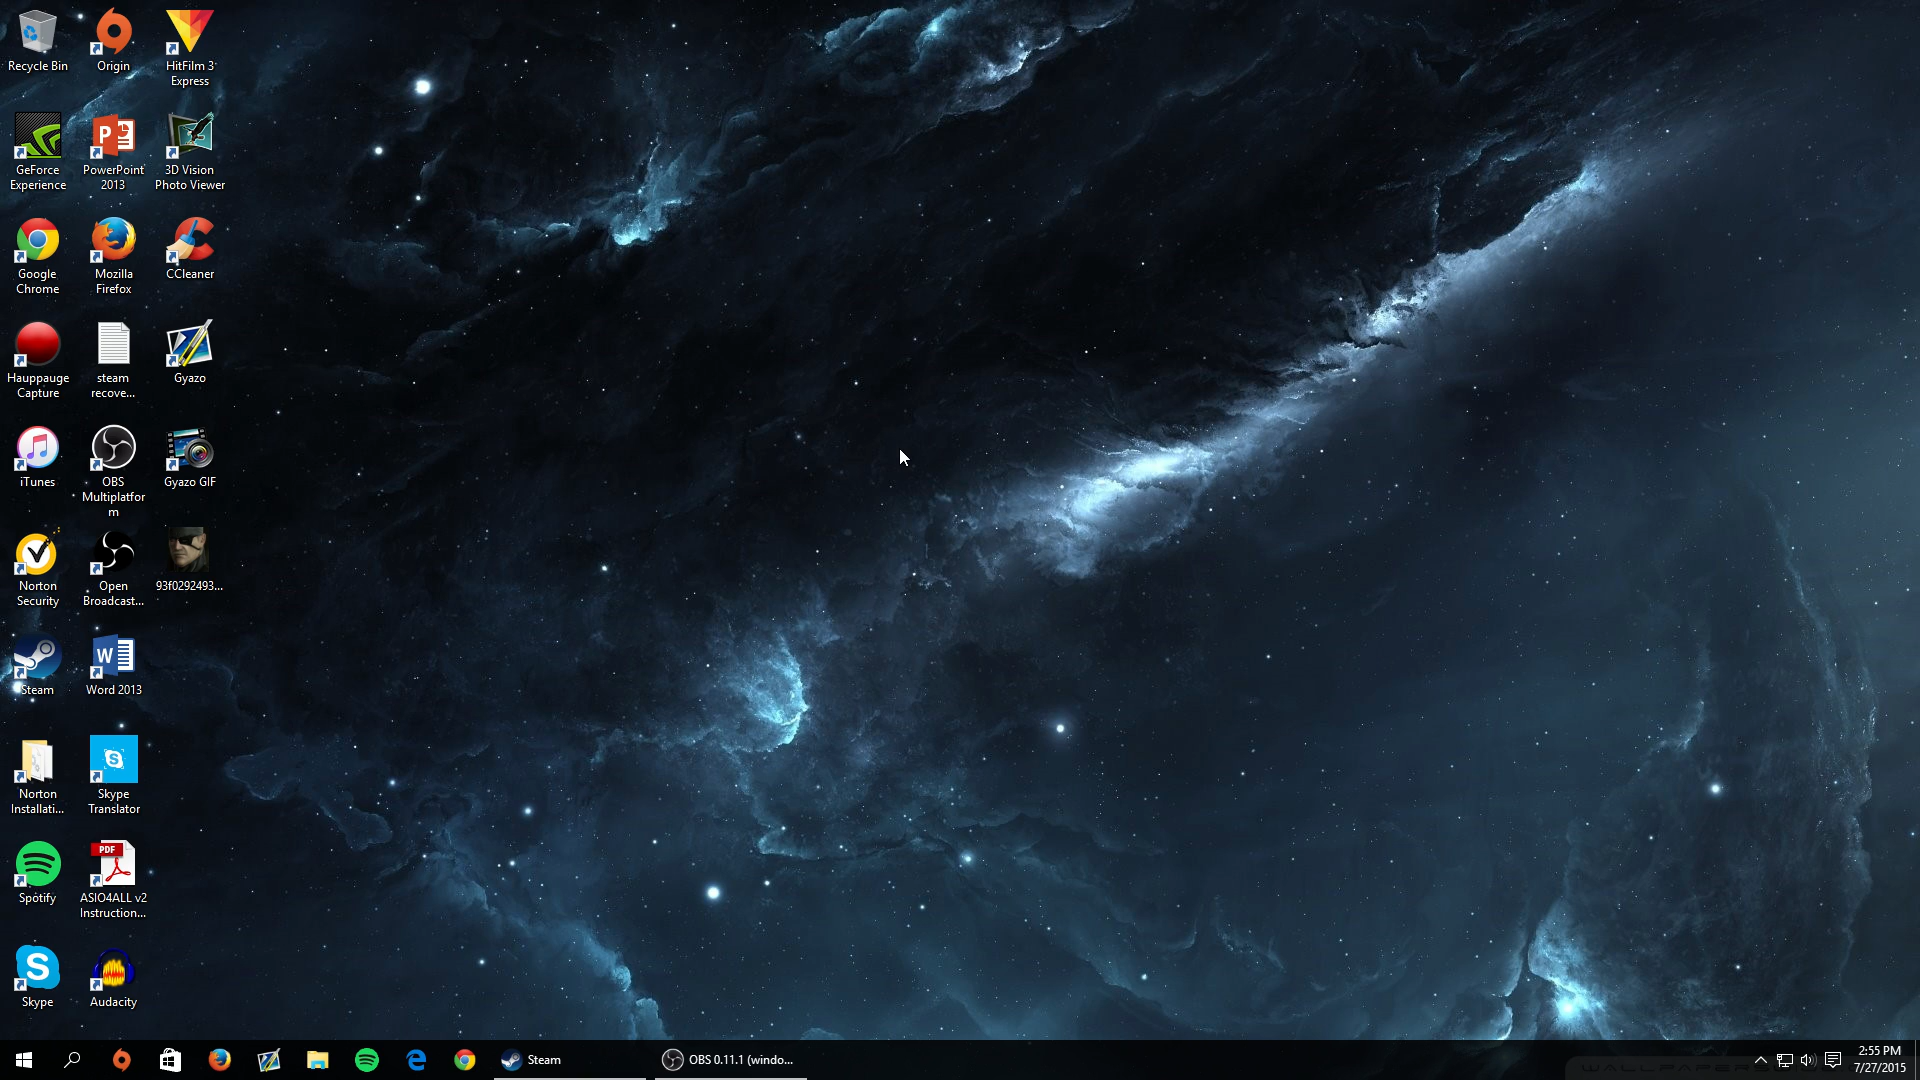 Recycle Bin
Origin
HitFilm 3
Express
GeForce
Experience
PowerPoint
2013
3D Vision
Photo Viewer
Google
Chrome
Mozilla
Firefox
CCleaner
Hauppauge
Capture
steam
recove...
Gyazo
iTunes
OBS
Multiplatfor
m
Gyazo GIF
Norton
Security
Open
Broadcast...
93f0292493...
Steam
Word 2013
Norton
Installati...
Skype
Translator
Spotify
PDF
ASIO4ALL v2
Instruction...
Skype
Audacity
Steam
OBS 0.11.1 (windo...
2:55 PM
7/27/2015